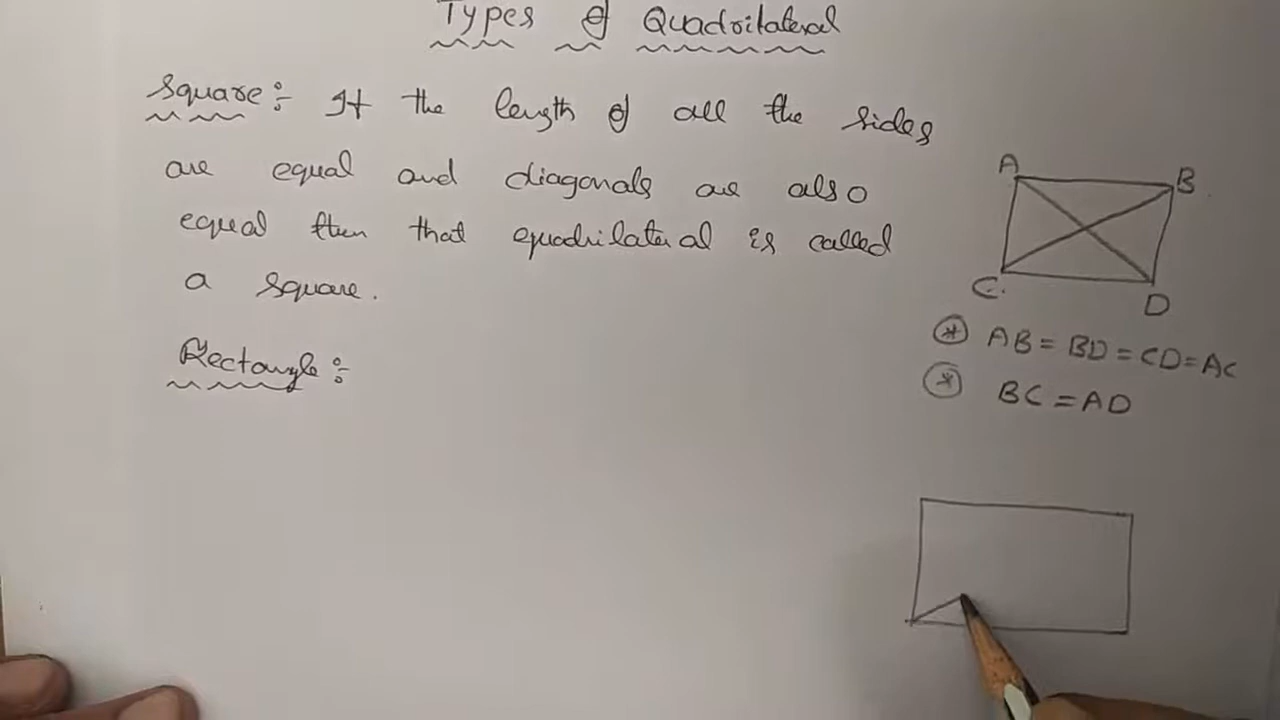 Types of Quadrilateral
Square:- If the length of all the sides
are equal and diagonals are also
equal then that quadrilateral is called
a square.
A
B
C.
D
* AB = BD = CD = AC
* BC = AD
Rectangle:-